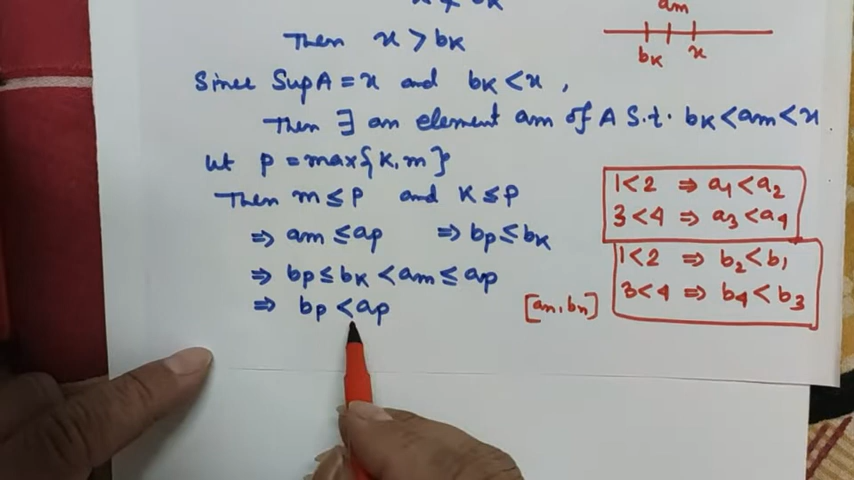 Then x > bK
am
bK x
Since Sup A = x and bK < x ,
Then ∃ an element am of A S.t. bK < am < x
Let P = max{K, m}
Then m ≤ P and K ≤ P
⇒ am ≤ ap ⇒ bp ≤ bK
⇒ bp ≤ bK < am ≤ ap
⇒ bp < ap
1 < 2 ⇒ a1 < a2
3 < 4 ⇒ a3 < a4
1 < 2 ⇒ b2 < b1
3 < 4 ⇒ b4 < b3
[an, bn]